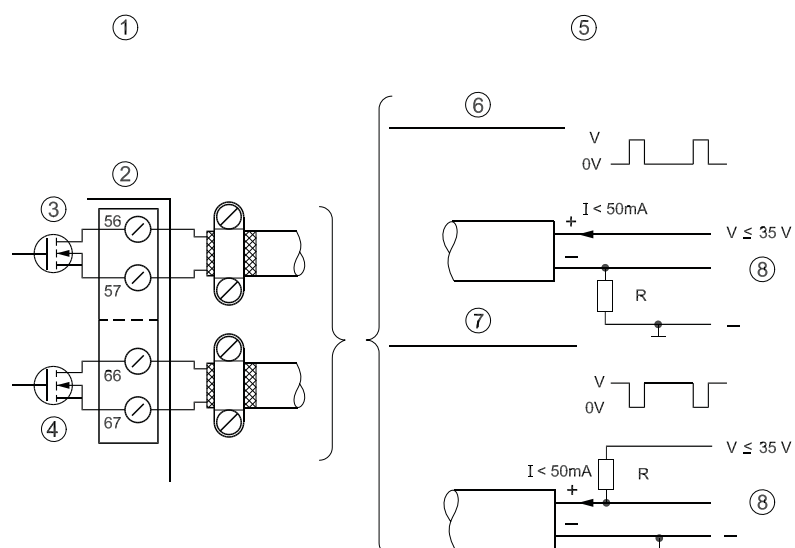 ① ⑤
⑥
V
0V
②
③
56
+ I < 50mA
V ≤ 35 V
−
57
⑧
R
⑦
−
66
V
0V
67
④
V ≤ 35 V
I < 50mA
R
+
⑧
−
−